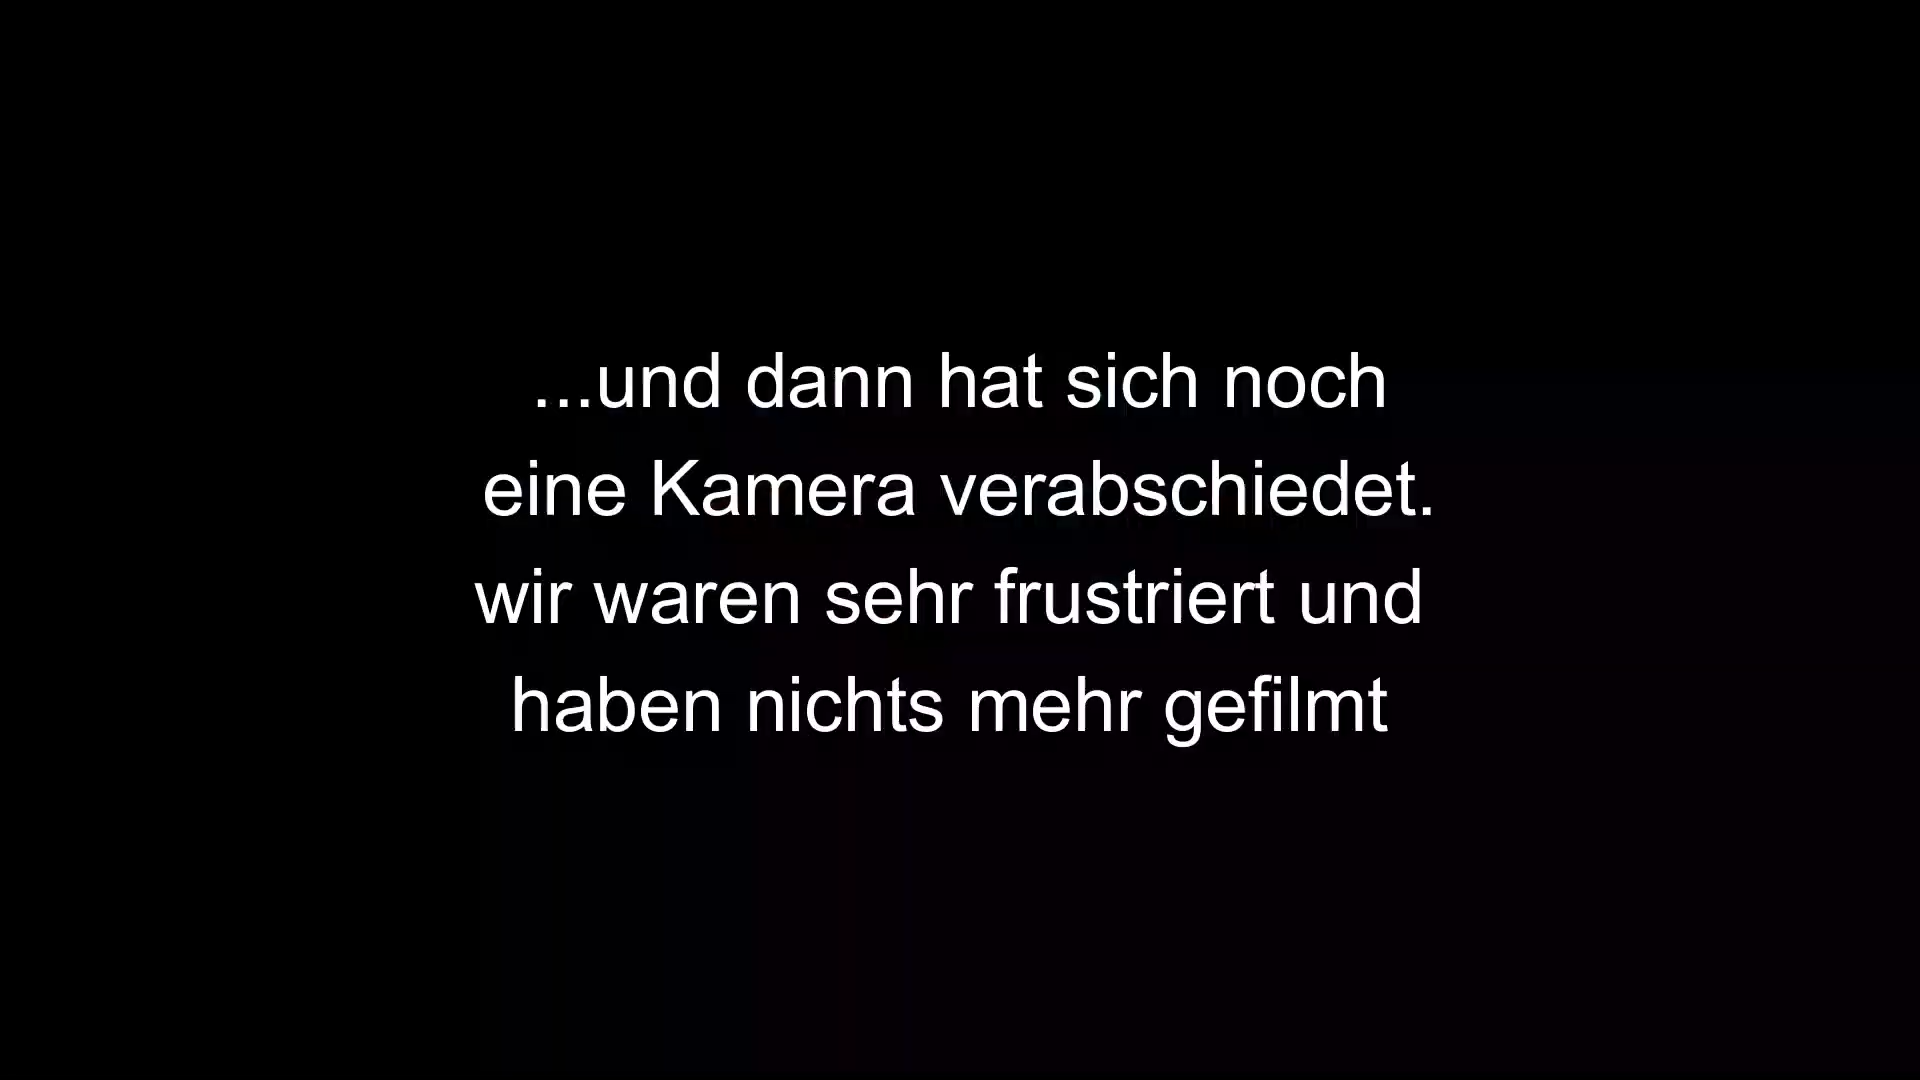 ...und dann hat sich noch
eine Kamera verabschiedet.
wir waren sehr frustriert und
haben nichts mehr gefilmt